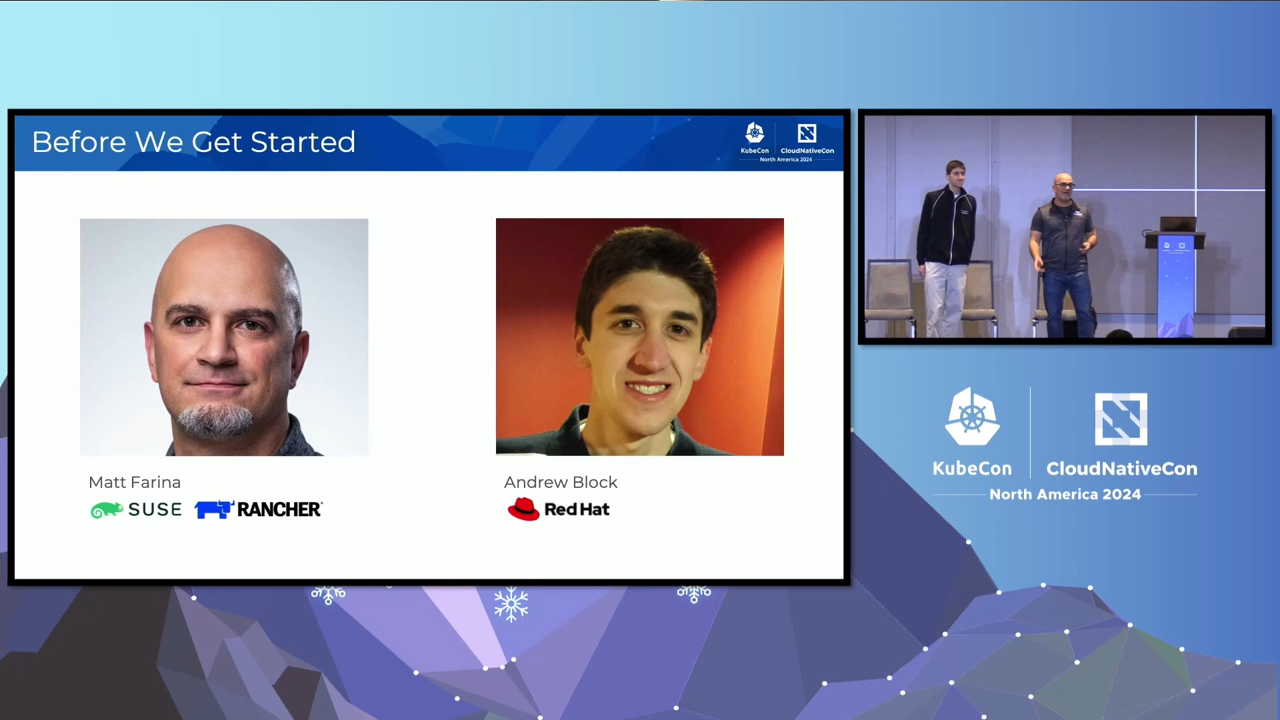 Before We Get Started
KubeCon
CloudNativeCon
North America 2024
Matt Farina
SUSE
RANCHER
Andrew Block
Red Hat
KubeCon
CloudNativeCon
North America 2024